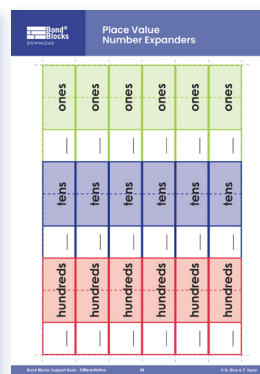 Bond®
Blocks
DOWNLOAD
Place Value
Number Expanders
ones ones ones ones ones ones
tens tens tens tens tens tens
hundreds hundreds hundreds hundreds hundreds hundreds
Bond Blocks Support Book - Differentiation